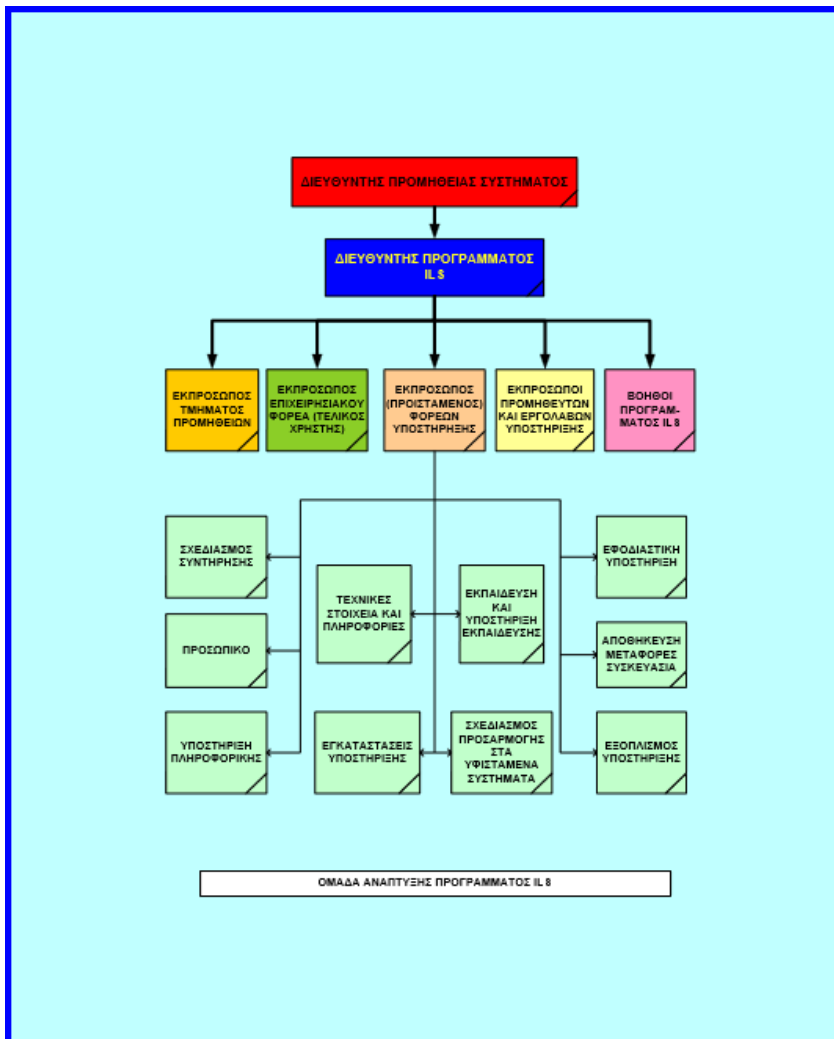 ΔΙΕΥΘΥΝΤΗΣ ΠΡΟΜΗΘΕΙΑΣ ΣΥΣΤΗΜΑΤΟΣ
ΔΙΕΥΘΥΝΤΗΣ ΠΡΟΓΡΑΜΜΑΤΟΣ
ILS
ΕΚΠΡΟΣΩΠΟΣ
ΤΜΗΜΑΤΟΣ
ΠΡΟΜΗΘΕΙΩΝ
ΕΚΠΡΟΣΩΠΟΣ
ΕΠΙΧΕΙΡΗΣΙΑΚΟΥ
ΦΟΡΕΑ (ΤΕΛΙΚΟΣ
ΧΡΗΣΤΗΣ)
ΕΚΠΡΟΣΩΠΟΣ
(ΠΡΟΙΣΤΑΜΕΝΟΣ)
ΦΟΡΕΩΝ
ΥΠΟΣΤΗΡΗΞΗΣ
ΕΚΠΡΟΣΩΠΟΙ
ΠΡΟΜΗΘΕΥΤΩΝ
ΚΑΙ ΕΡΓΟΛΑΒΩΝ
ΥΠΟΣΤΗΡΙΞΗΣ
ΒΟΗΘΟΙ
ΠΡΟΓΡΑΜ-
ΜΑΤΟΣ ILS
ΣΧΕΔΙΑΣΜΟΣ
ΣΥΝΤΗΡΗΣΗΣ
ΤΕΧΝΙΚΕΣ
ΣΤΟΙΧΕΙΑ ΚΑΙ
ΠΛΗΡΟΦΟΡΙΕΣ
ΕΚΠΑΙΔΕΥΣΗ
ΚΑΙ
ΥΠΟΣΤΗΡΙΞΗ
ΕΚΠΑΙΔΕΥΣΗΣ
ΕΦΟΔΙΑΣΤΙΚΗ
ΥΠΟΣΤΗΡΙΞΗ
ΠΡΟΣΩΠΙΚΟ
ΑΠΟΘΗΚΕΥΣΗ
ΜΕΤΑΦΟΡΕΣ
ΣΥΣΚΕΥΑΣΙΑ
ΥΠΟΣΤΗΡΙΞΗ
ΠΛΗΡΟΦΟΡΙΚΗΣ
ΕΓΚΑΤΑΣΤΑΣΕΙΣ
ΥΠΟΣΤΗΡΙΞΗΣ
ΣΧΕΔΙΑΣΜΟΣ
ΠΡΟΣΑΡΜΟΓΗΣ
ΣΤΑ
ΥΦΙΣΤΑΜΕΝΑ
ΣΥΣΤΗΜΑΤΑ
ΕΞΟΠΛΙΣΜΟΣ
ΥΠΟΣΤΗΡΙΞΗΣ
ΟΜΑΔΑ ΑΝΑΠΤΥΞΗΣ ΠΡΟΓΡΑΜΜΑΤΟΣ ILS